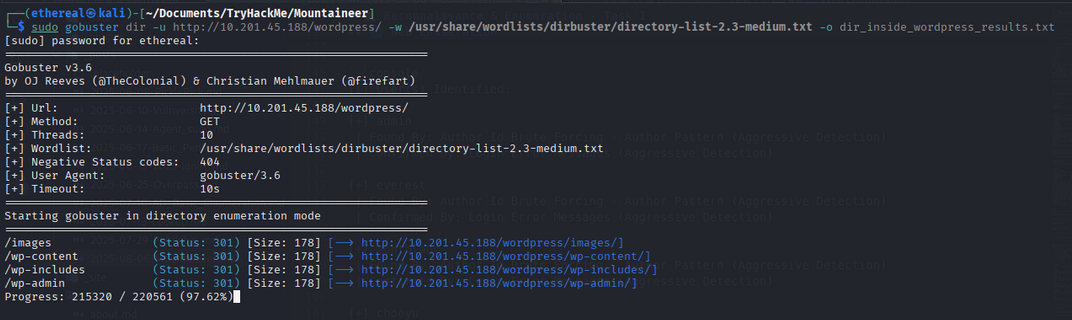 ┌──(ethereal㉿kali)-[~/Documents/TryHackMe/Mountaineer]
└─$ sudo gobuster dir -u http://10.201.45.188/wordpress/ -w /usr/share/wordlists/dirbuster/directory-list-2.3-medium.txt -o dir_inside_wordpress_results.txt
[sudo] password for ethereal:
===============================================================
Gobuster v3.6
by OJ Reeves (@TheColonial) & Christian Mehlmauer (@firefart)
===============================================================
[+] Url: http://10.201.45.188/wordpress/
[+] Method: GET
[+] Threads: 10
[+] Wordlist: /usr/share/wordlists/dirbuster/directory-list-2.3-medium.txt
[+] Negative Status codes: 404
[+] User Agent: gobuster/3.6
[+] Timeout: 10s
===============================================================
Starting gobuster in directory enumeration mode
===============================================================
/images (Status: 301) [Size: 178] [--> http://10.201.45.188/wordpress/images/]
/wp-content (Status: 301) [Size: 178] [--> http://10.201.45.188/wordpress/wp-content/]
/wp-includes (Status: 301) [Size: 178] [--> http://10.201.45.188/wordpress/wp-includes/]
/wp-admin (Status: 301) [Size: 178] [--> http://10.201.45.188/wordpress/wp-admin/]
Progress: 215320 / 220561 (97.62%)